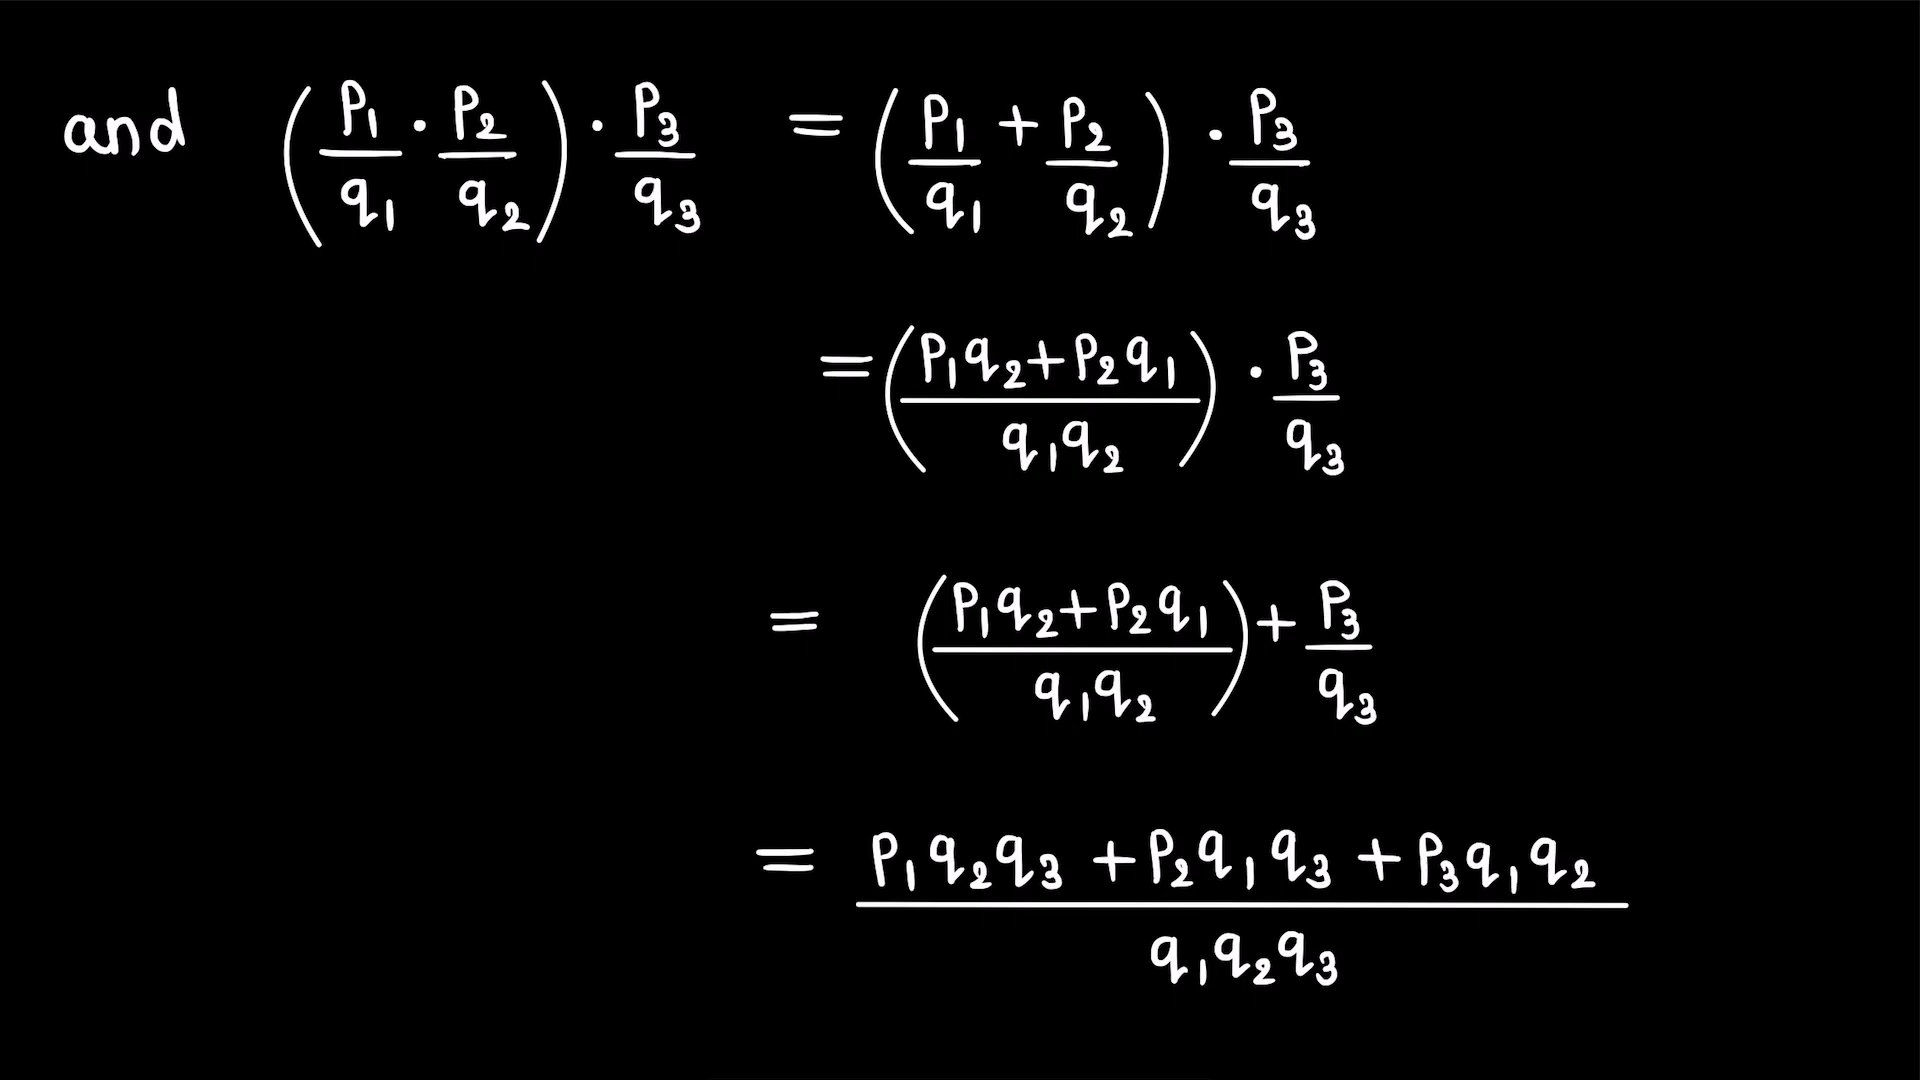 and (p₁/q₁ · p₂/q₂) · p₃/q₃ = (p₁/q₁ + p₂/q₂) · p₃/q₃
= ((p₁q₂+p₂q₁)/(q₁q₂)) · p₃/q₃
= ((p₁q₂+p₂q₁)/(q₁q₂)) + p₃/q₃
= (p₁q₂q₃ + p₂q₁q₃ + p₃q₁q₂)/(q₁q₂q₃)